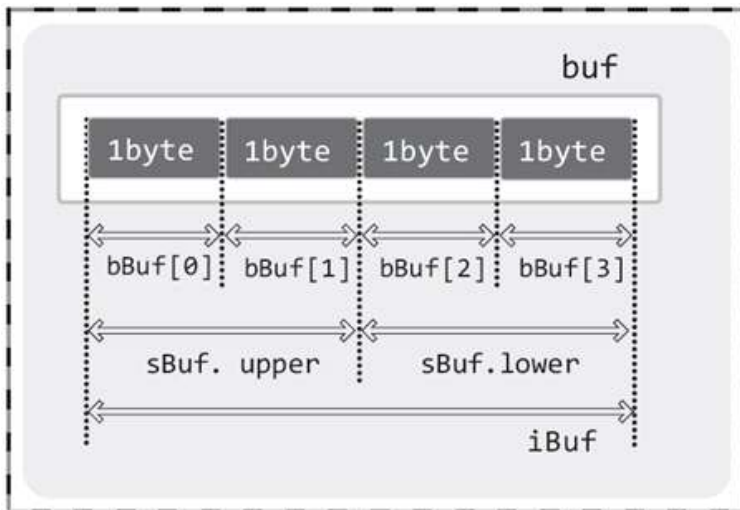 buf
1byte 1byte 1byte 1byte
bBuf[0] bBuf[1] bBuf[2] bBuf[3]
sBuf. upper sBuf.lower
iBuf